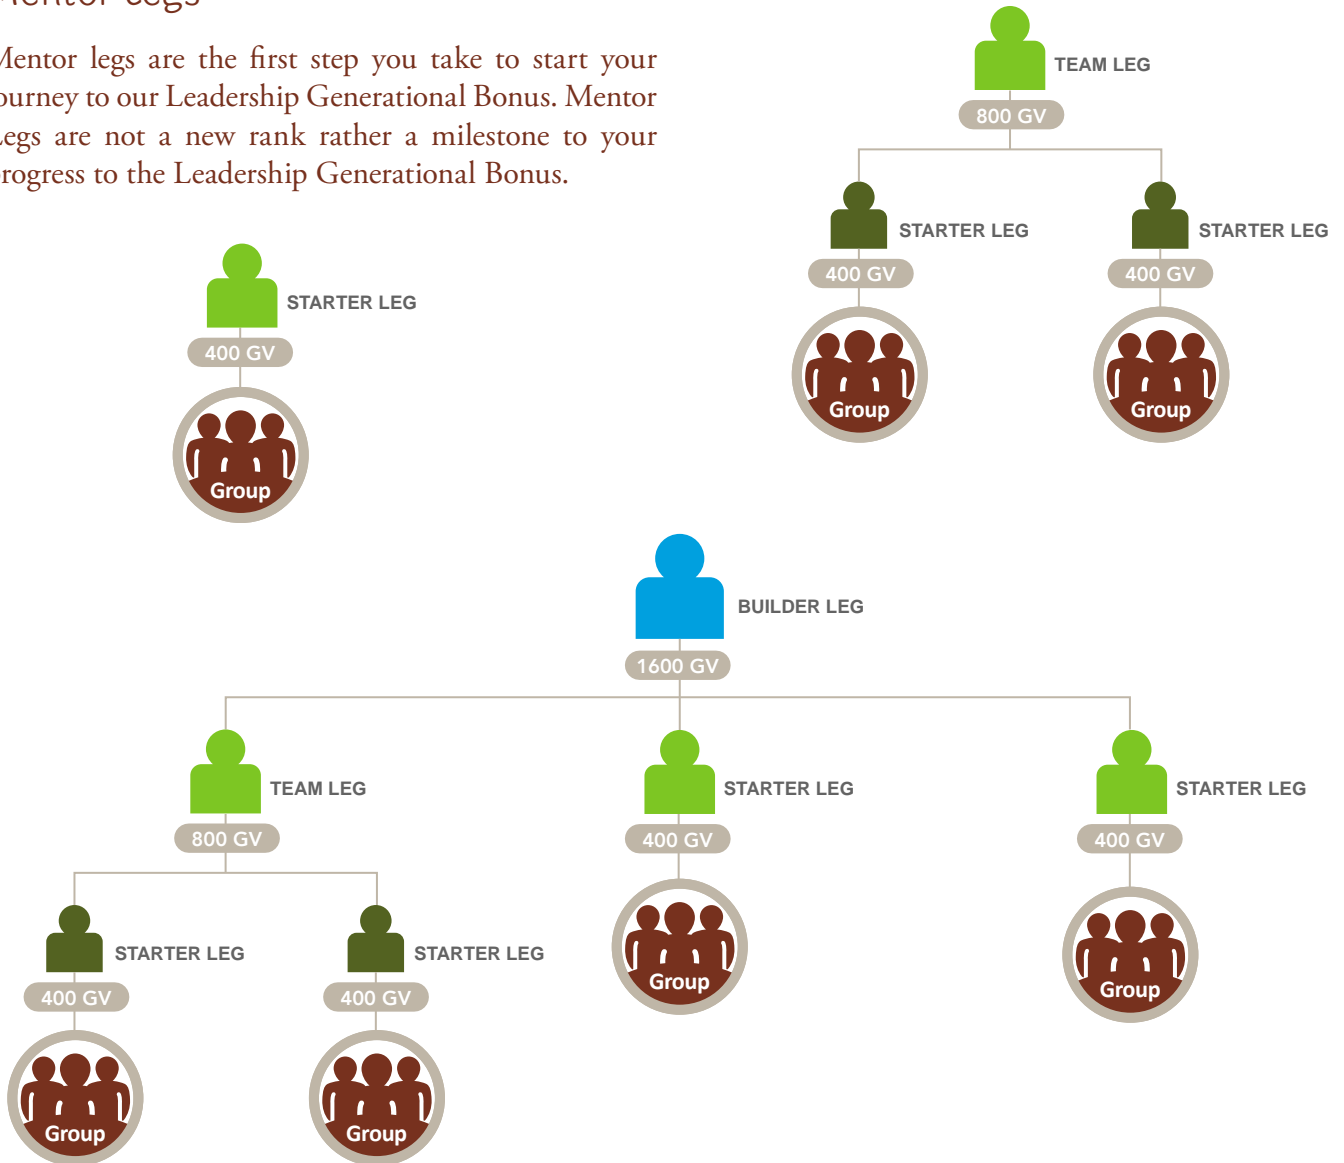 Mentor Legs
Mentor legs are the first step you take to start your
journey to our Leadership Generational Bonus. Mentor
Legs are not a new rank rather a milestone to your
progress to the Leadership Generational Bonus.
TEAM LEG
800 GV
STARTER LEG
STARTER LEG
400 GV
400 GV
Group
Group
STARTER LEG
400 GV
Group
BUILDER LEG
1600 GV
TEAM LEG
STARTER LEG
STARTER LEG
800 GV
400 GV
400 GV
STARTER LEG
STARTER LEG
Group
Group
400 GV
400 GV
Group
Group